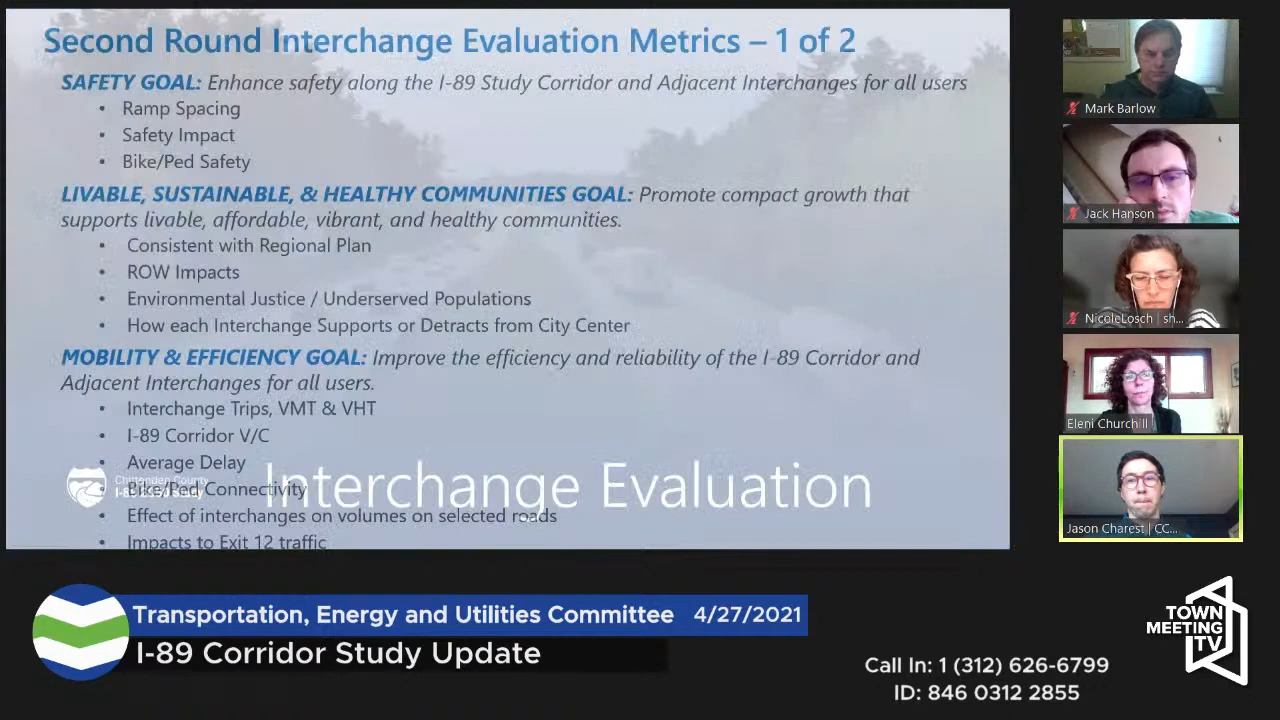 Second Round Interchange Evaluation Metrics – 1 of 2
SAFETY GOAL: Enhance safety along the I-89 Study Corridor and Adjacent Interchanges for all users
• Ramp Spacing
• Safety Impact
• Bike/Ped Safety
LIVABLE, SUSTAINABLE, & HEALTHY COMMUNITIES GOAL: Promote compact growth that
supports livable, affordable, vibrant, and healthy communities.
• Consistent with Regional Plan
• ROW Impacts
• Environmental Justice / Underserved Populations
• How each Interchange Supports or Detracts from City Center
MOBILITY & EFFICIENCY GOAL: Improve the efficiency and reliability of the I-89 Corridor and
Adjacent Interchanges for all users.
• Interchange Trips, VMT & VHT
• I-89 Corridor V/C
• Average Delay
• Bike/Ped Connectivity
• Effect of interchanges on volumes on selected roads
• Impacts to Exit 12 traffic
Chittenden County
Interchange Evaluation
Mark Barlow
Jack Hanson
NicoleLosch | sh...
Eleni Churchill
Jason Charest | CC...
Transportation, Energy and Utilities Committee 4/27/2021
I-89 Corridor Study Update
Call In: 1 (312) 626-6799
ID: 846 0312 2855
TOWN
MEETING
TV